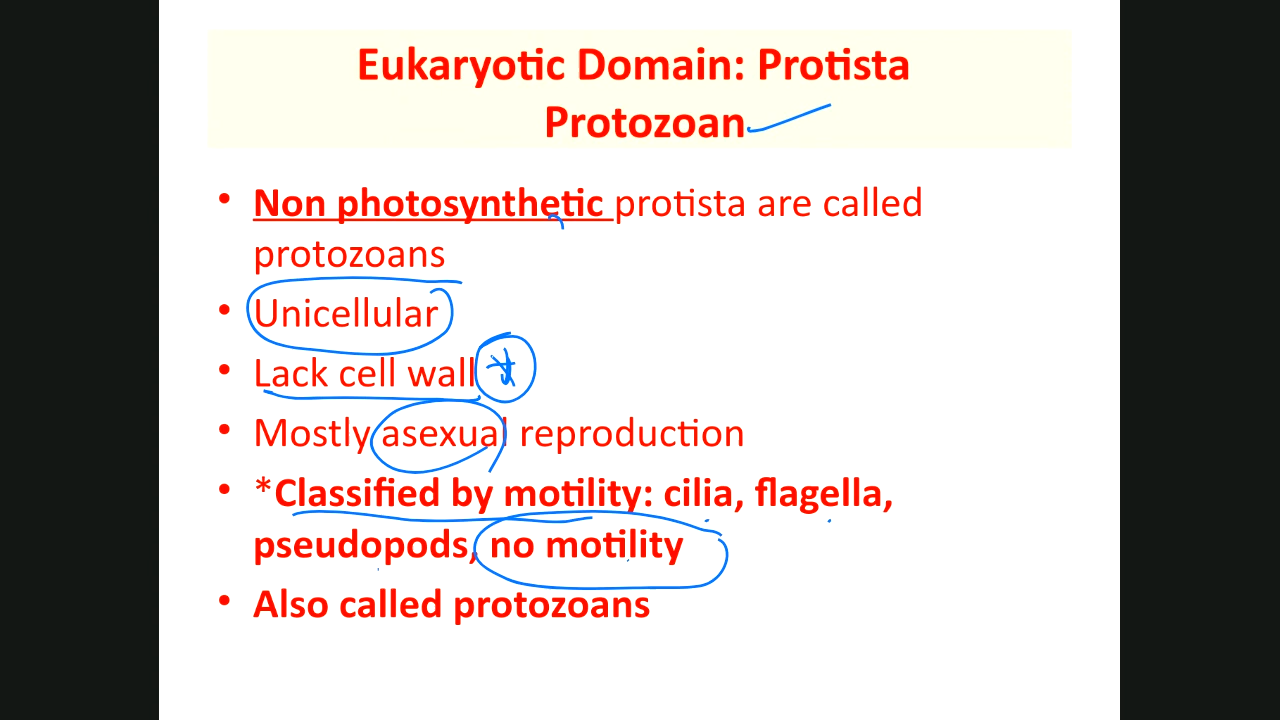 Eukaryotic Domain: Protista
Protozoan
• Non photosynthetic protista are called
protozoans
• Unicellular
• Lack cell wall *
• Mostly asexual reproduction
• *Classified by motility: cilia, flagella,
pseudopods, no motility
• Also called protozoans